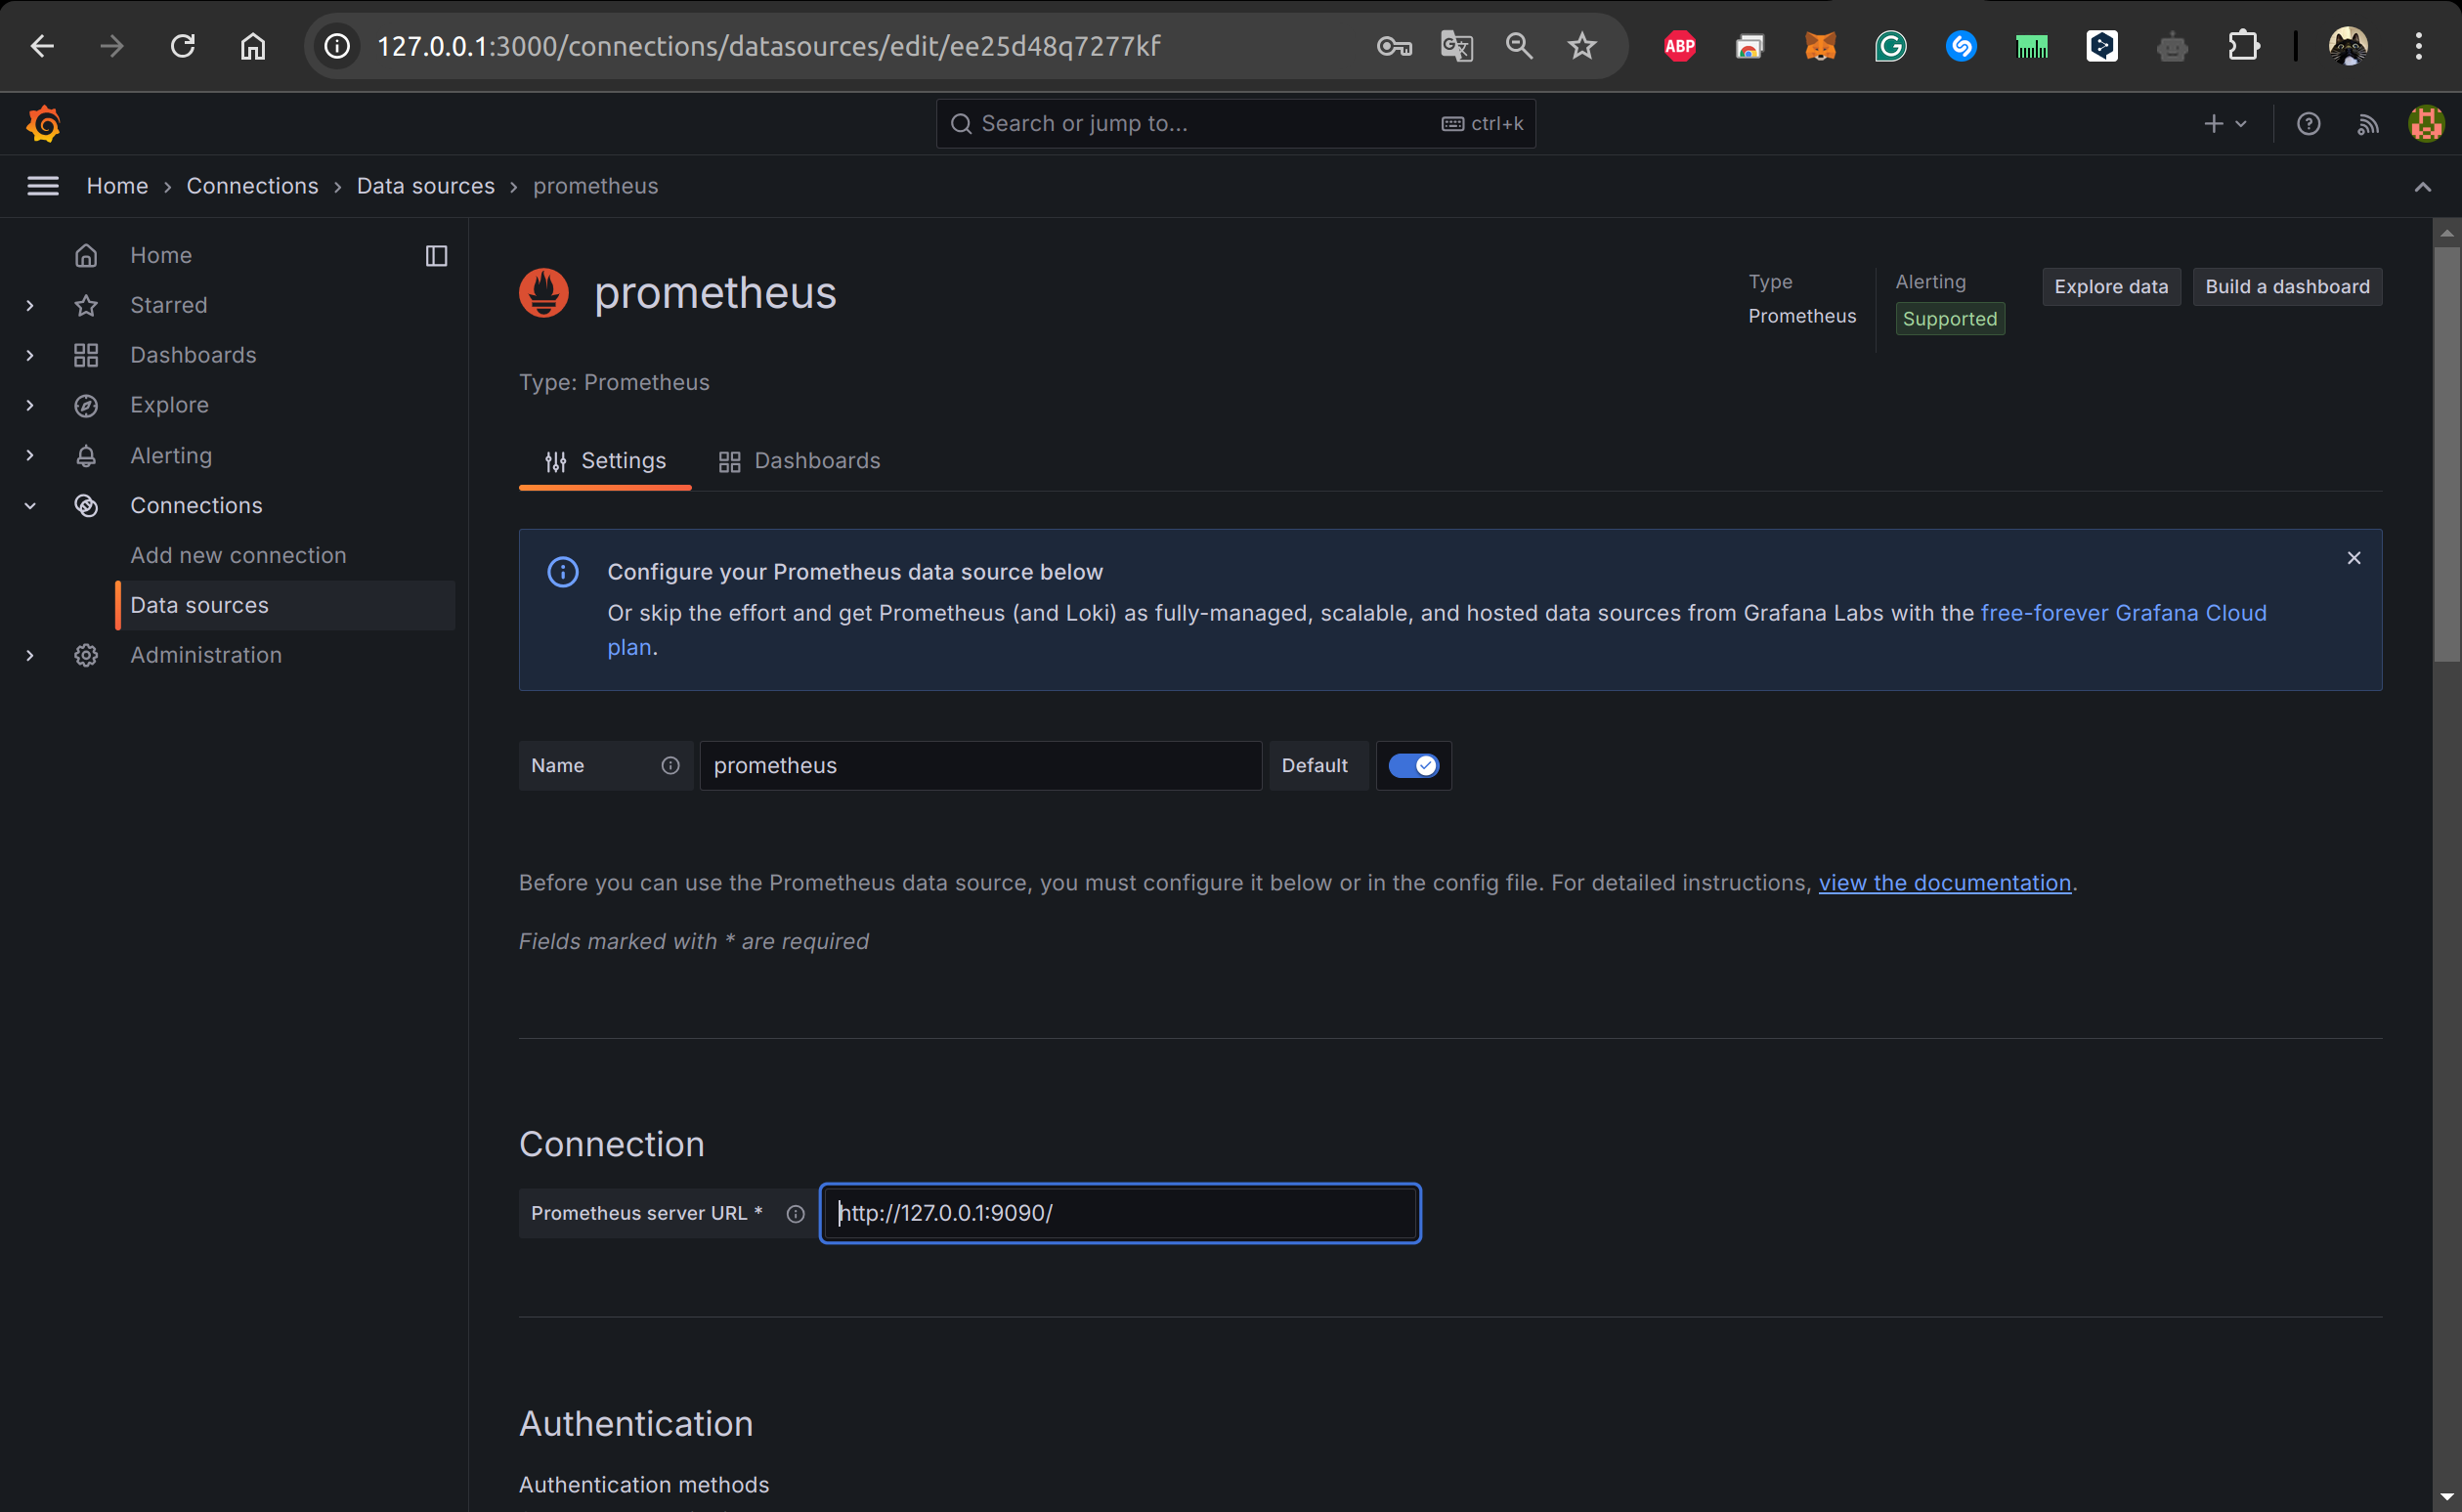 127.0.0.1:3000/connections/datasources/edit/ee25d48q7277kf
ABP
Search or jump to...
ctrl+k
Home › Connections › Data sources › prometheus
Home
Starred
Dashboards
Explore
Alerting
Connections
Add new connection
Data sources
Administration
prometheus
Type
Prometheus
Alerting
Supported
Explore data
Build a dashboard
Type: Prometheus
Settings
Dashboards
Configure your Prometheus data source below
Or skip the effort and get Prometheus (and Loki) as fully-managed, scalable, and hosted data sources from Grafana Labs with the free-forever Grafana Cloud
plan.
Name
prometheus
Default
Before you can use the Prometheus data source, you must configure it below or in the config file. For detailed instructions, view the documentation.
Fields marked with * are required
Connection
Prometheus server URL *
http://127.0.0.1:9090/
Authentication
Authentication methods